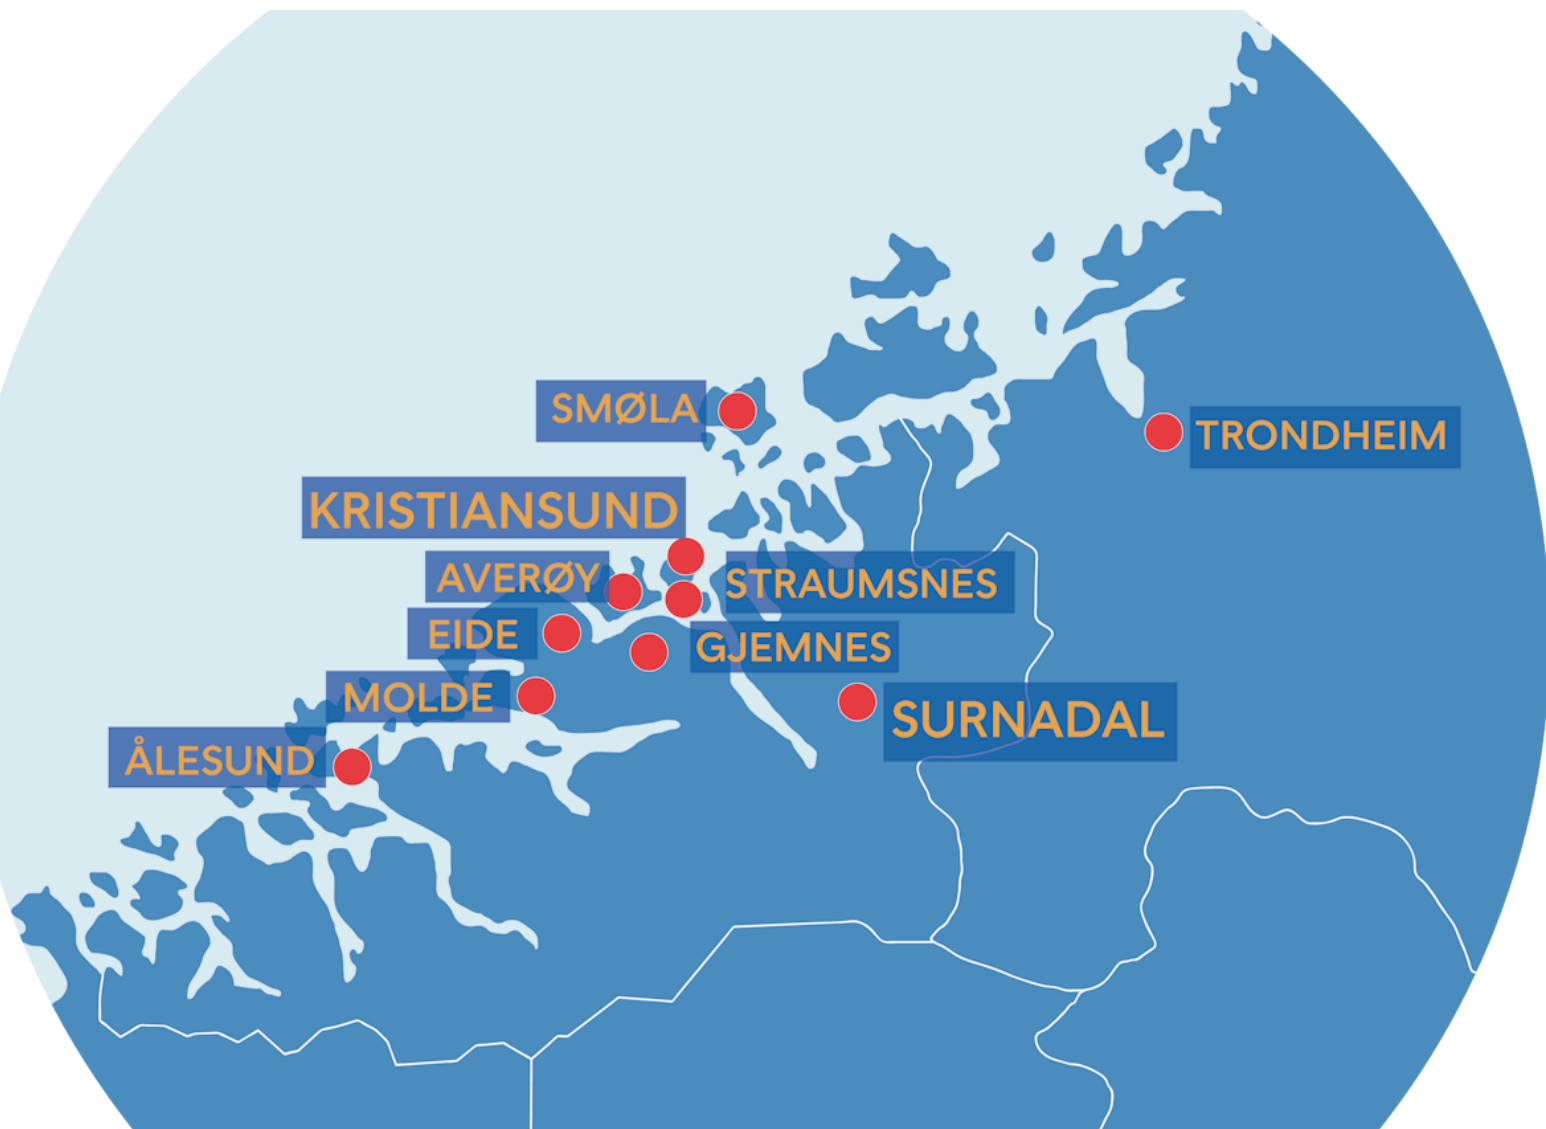 SMØLA
TRONDHEIM
KRISTIANSUND
AVERØY
STRAUMSNES
EIDE
GJEMNES
MOLDE
SURNADAL
ÅLESUND